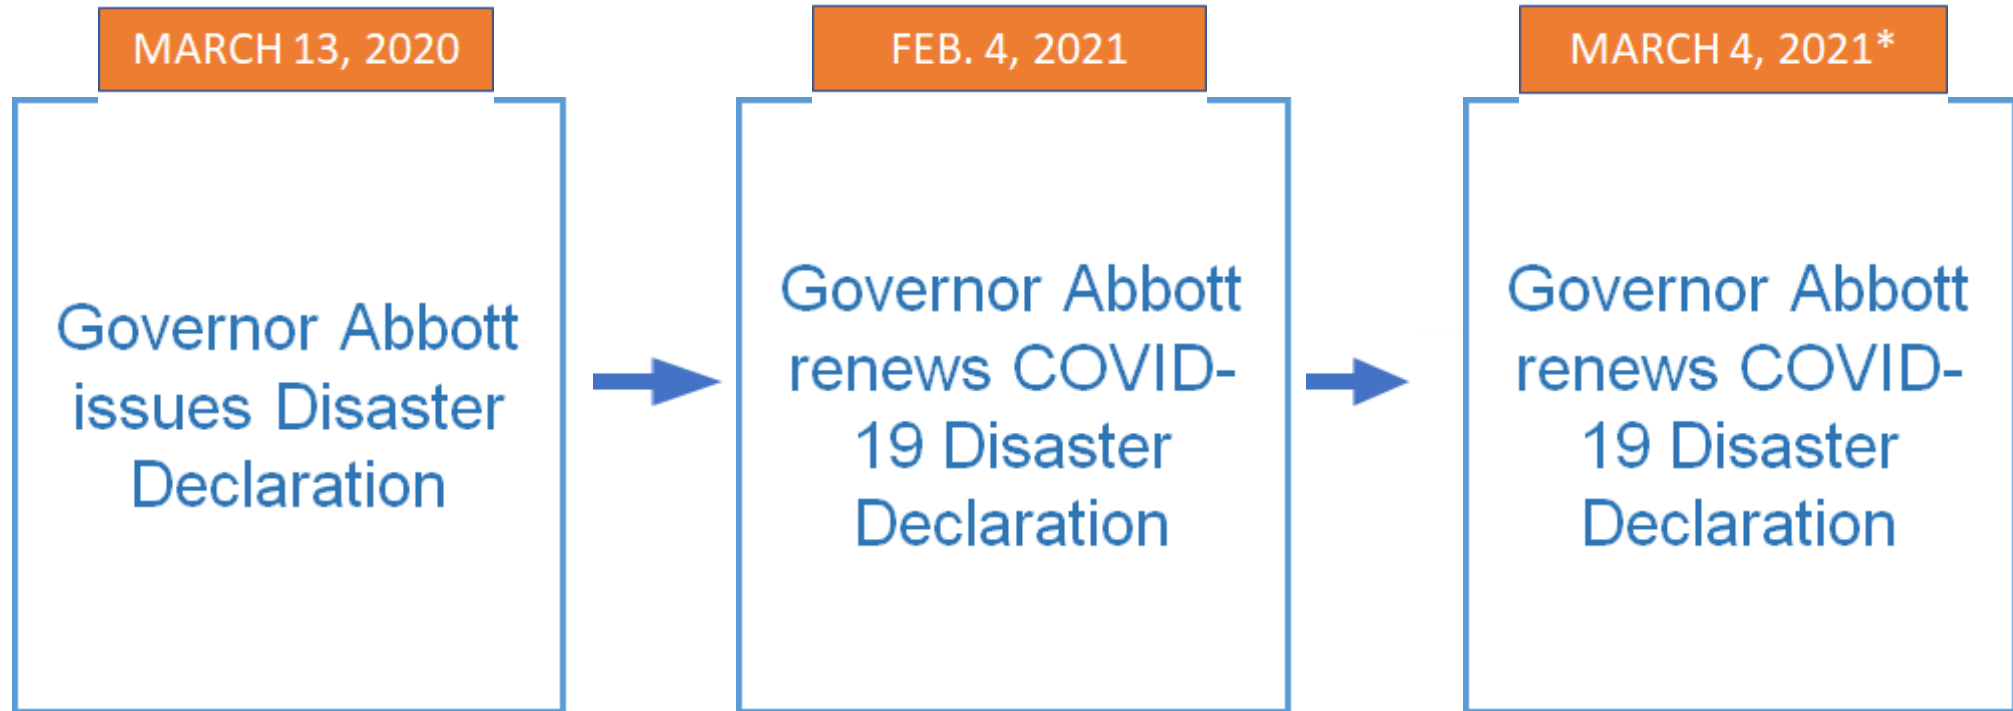 MARCH 13, 2020
Governor Abbott
issues Disaster
Declaration
FEB. 4, 2021
Governor Abbott
renews COVID-
19 Disaster
Declaration
MARCH 4, 2021*
Governor Abbott
renews COVID-
19 Disaster
Declaration